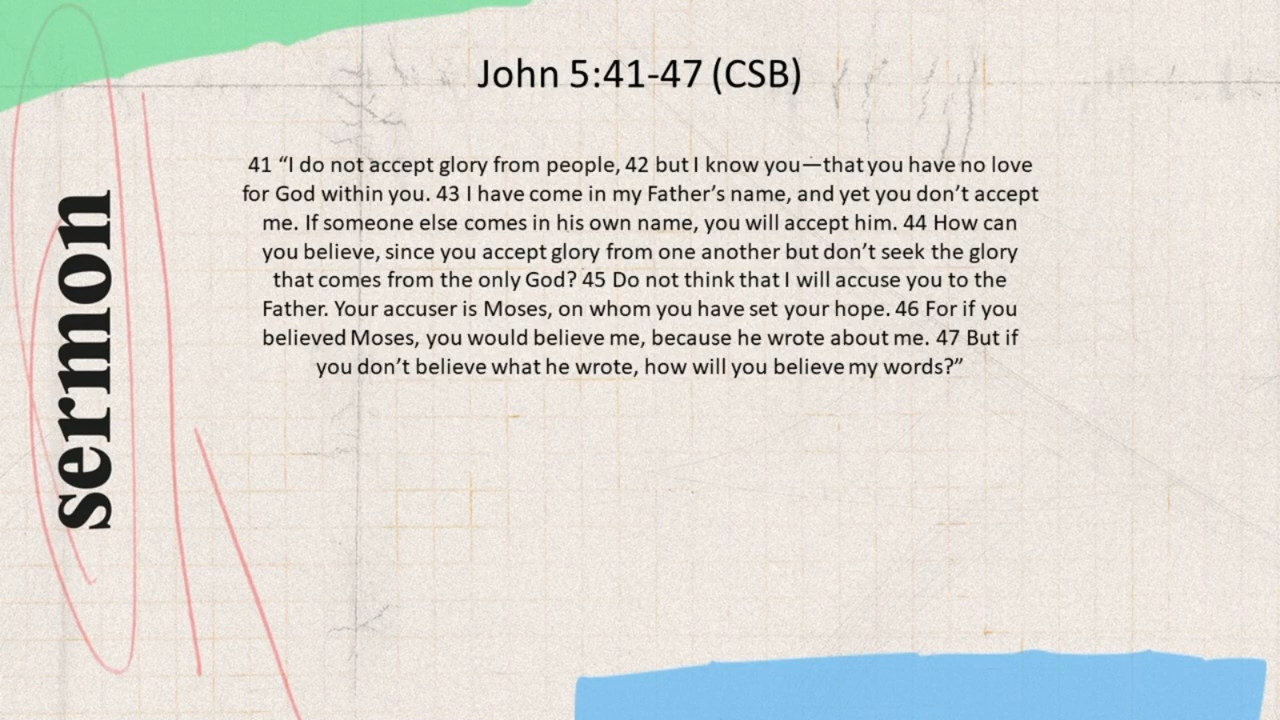 sermon
John 5:41-47 (CSB)
41 “I do not accept glory from people, 42 but I know you—that you have no love
for God within you. 43 I have come in my Father’s name, and yet you don’t accept
me. If someone else comes in his own name, you will accept him. 44 How can
you believe, since you accept glory from one another but don’t seek the glory
that comes from the only God? 45 Do not think that I will accuse you to the
Father. Your accuser is Moses, on whom you have set your hope. 46 For if you
believed Moses, you would believe me, because he wrote about me. 47 But if
you don’t believe what he wrote, how will you believe my words?”